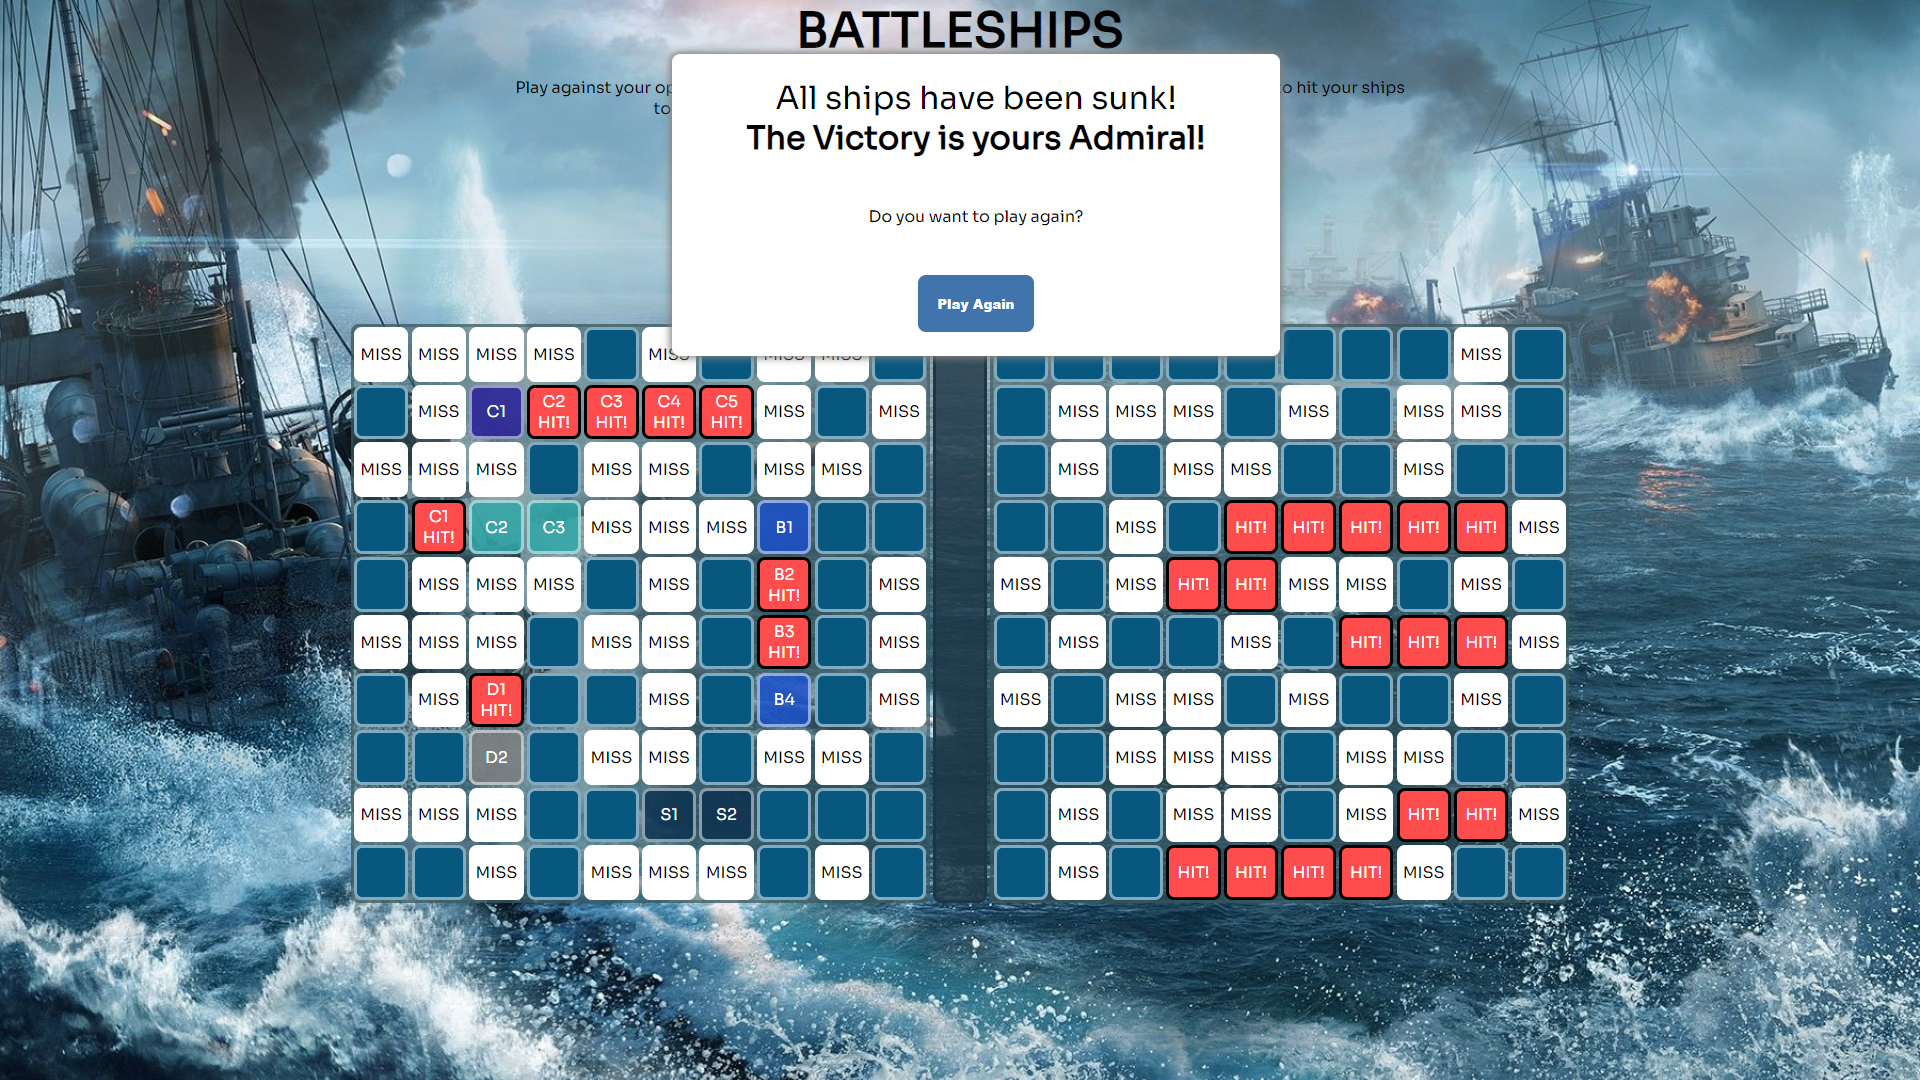 BATTLESHIPS
Play against your
to
to hit your ships
All ships have been sunk!
The Victory is yours Admiral!
Do you want to play again?
Play Again
MISS MISS MISS MISS MISS MISS MISS
MISS C1 C2 HIT! C3 HIT! C4 HIT! C5 HIT! MISS MISS
MISS MISS MISS MISS MISS MISS MISS
C1 HIT! C2 C3 MISS MISS MISS B1
MISS MISS MISS MISS B2 HIT! MISS
MISS MISS MISS MISS MISS B3 HIT! MISS
MISS D1 HIT! MISS B4 MISS
D2 MISS MISS MISS MISS
MISS MISS MISS S1 S2
MISS MISS MISS MISS MISS
MISS
MISS MISS MISS MISS MISS MISS
MISS MISS MISS MISS
MISS HIT! HIT! HIT! HIT! HIT! MISS
MISS MISS HIT! HIT! MISS MISS MISS
MISS MISS HIT! HIT! HIT! MISS
MISS MISS MISS MISS MISS
MISS MISS MISS MISS MISS
MISS MISS MISS MISS HIT! HIT! MISS
MISS HIT! HIT! HIT! HIT! MISS